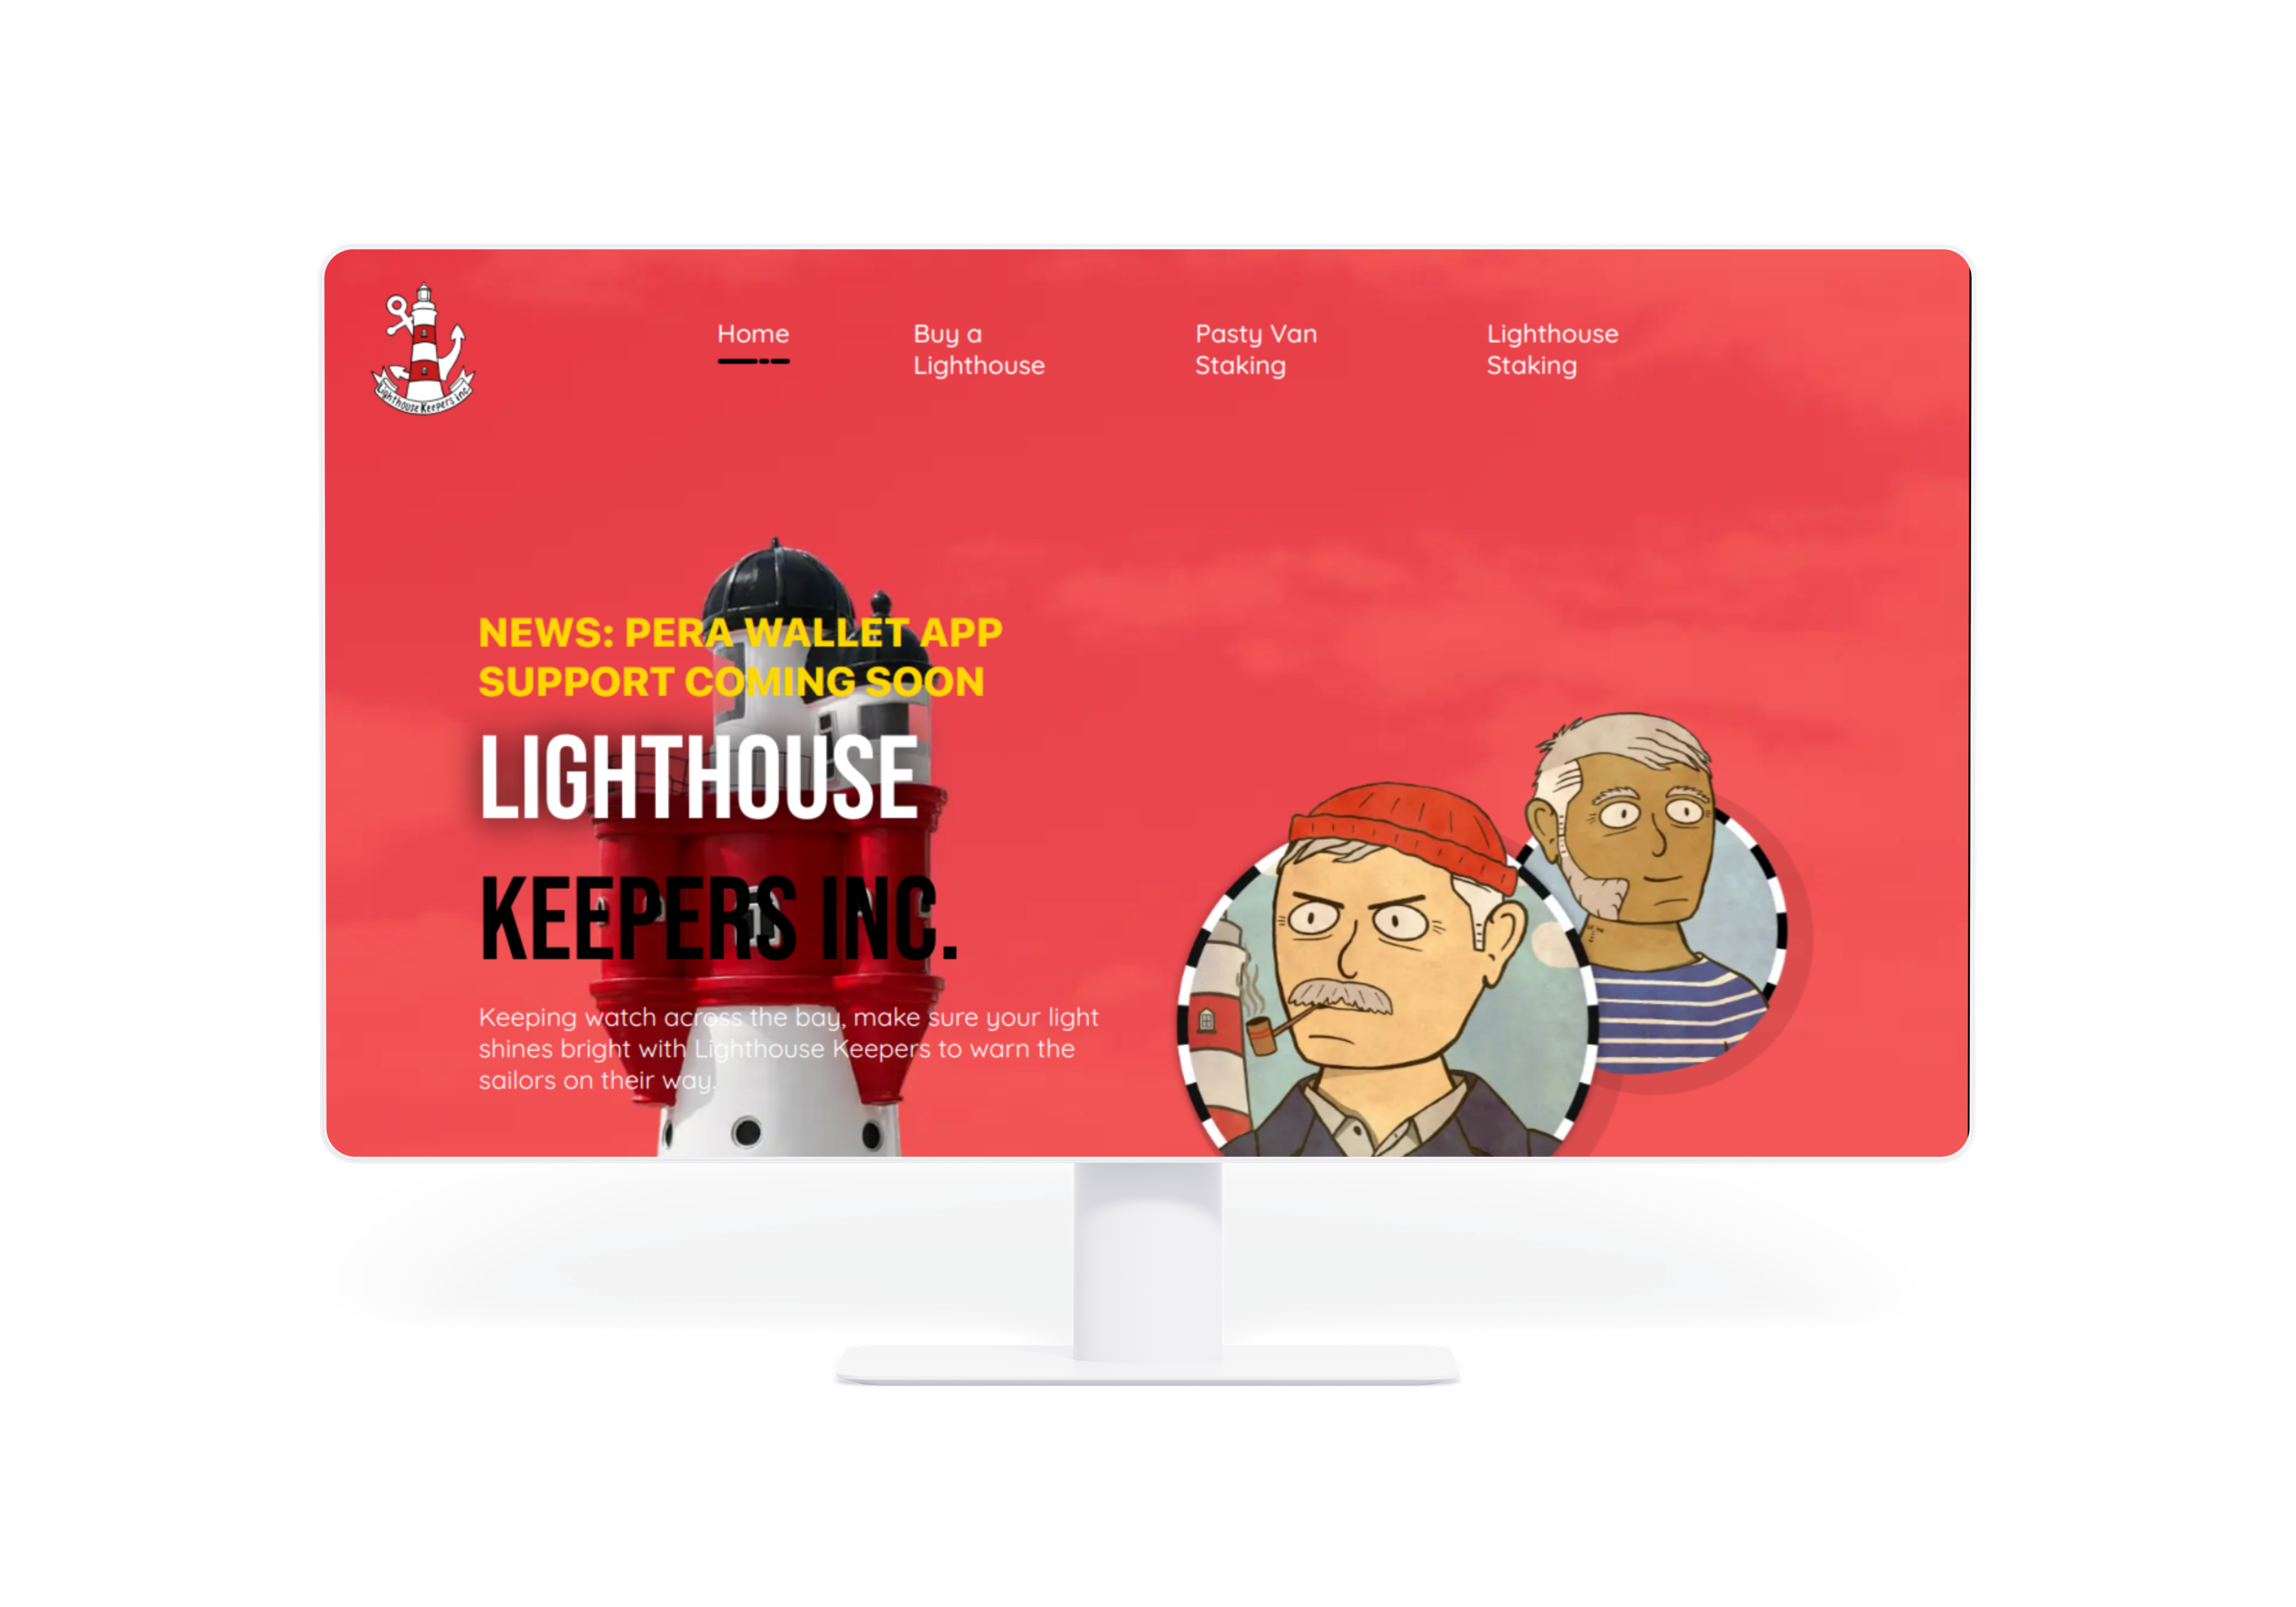 Lighthouse Keepers inc
Home
Buy a
Lighthouse
Pasty Van
Staking
Lighthouse
Staking
NEWS: PERA WALLET APP
SUPPORT COMING SOON
LIGHTHOUSE
KEEPERS INC.
Keeping watch across the bay, make sure your light
shines bright with Lighthouse Keepers to warn the
sailors on their way.